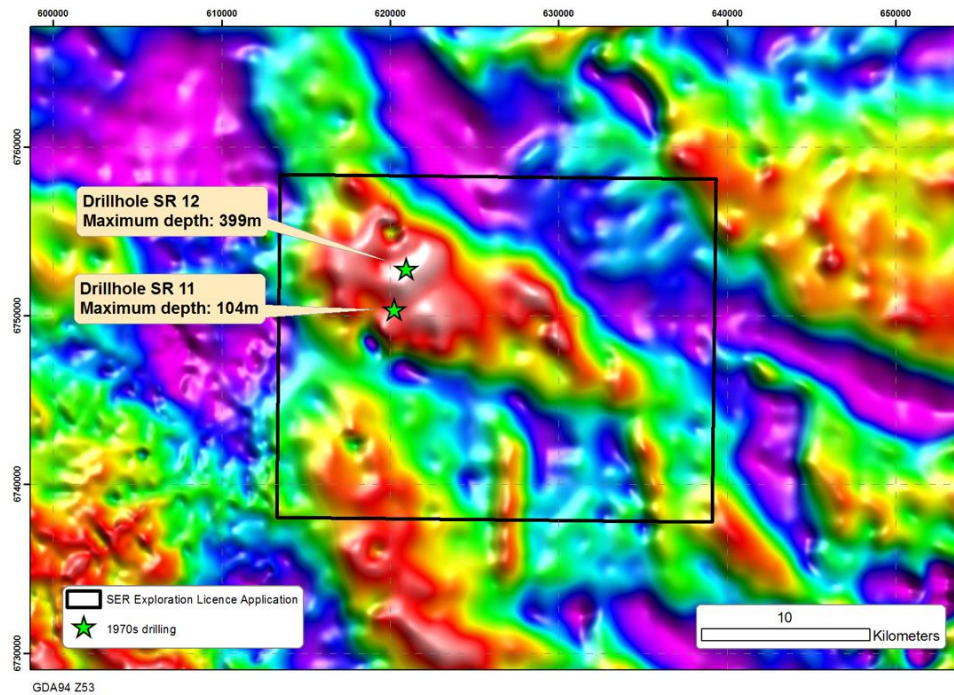 600000 610000 620000 630000 640000 650000
6760000
Drillhole SR 12
Maximum depth: 399m
Drillhole SR 11
Maximum depth: 104m
6750000
6740000
SER Exploration Licence Application
1970s drilling
10
Kilometers
6730000
GDA94 Z53